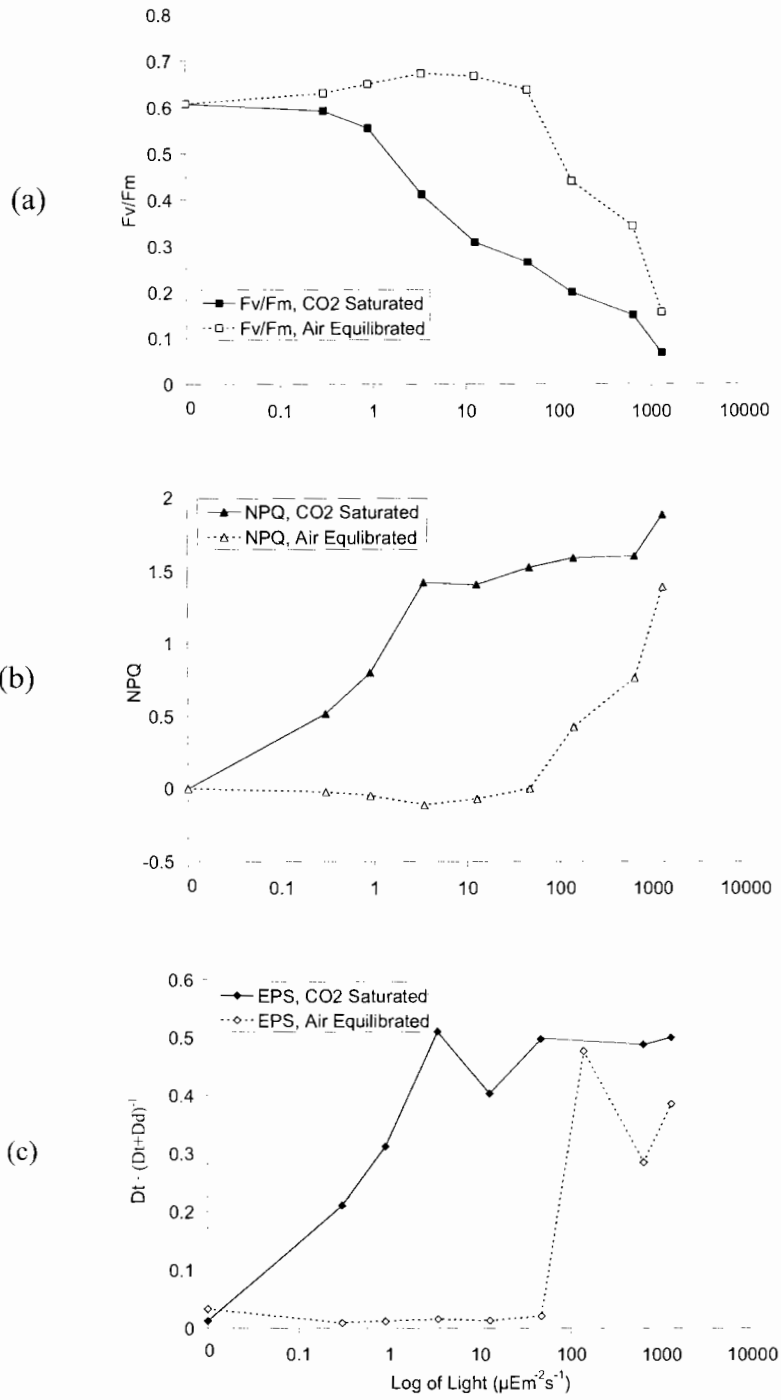 (a)
Fv/Fm
0.8
0.7
0.6
0.5
0.4
0.3
0.2
0.1
0
Fv/Fm, CO2 Saturated
Fv/Fm, Air Equilibrated
0 0.1 1 10 100 1000 10000
(b)
NPQ
2
1.5
1
0.5
0
-0.5
NPQ, CO2 Saturated
NPQ, Air Equlibrated
0 0.1 1 10 100 1000 10000
(c)
Dt · (Dt+Dd)⁻¹
0.6
0.5
0.4
0.3
0.2
0.1
0
EPS, CO2 Saturated
EPS, Air Equilibrated
0 0.1 1 10 100 1000 10000
Log of Light (µEm⁻²s⁻¹)